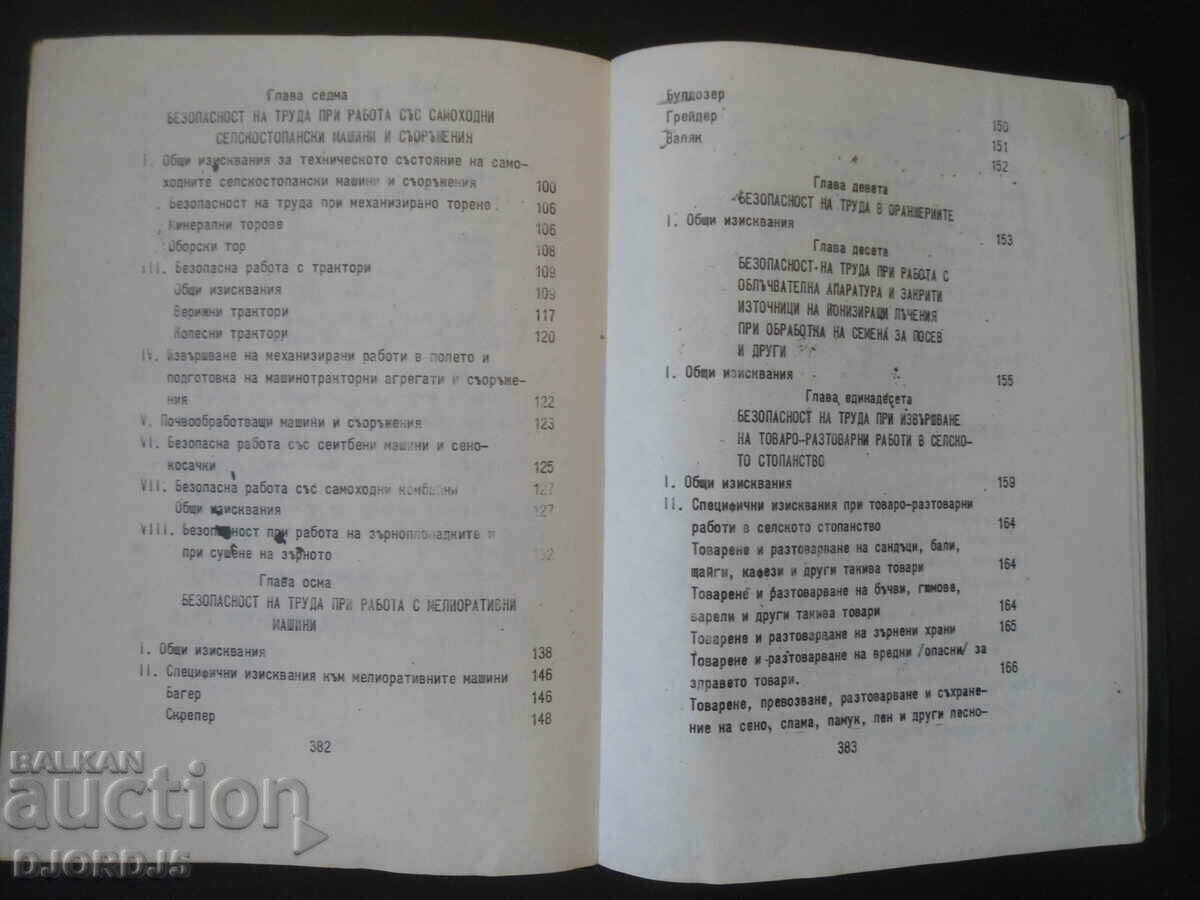 Глава седма
БЕЗОПАСНОСТ НА ТРУДА ПРИ РАБОТА СЪС САМОХОДНИ
СЕЛСКОСТОПАНСКИ МАШИНИ И СЪОРЪЖЕНИЯ
I. Общи изисквания за техническото състояние на само-
ходните селскостопански машини и съоръжения 100
Безопасност на труда при механизирано торене 106
Минерални торове 106
Оборски тор 108
III. Безопасна работа с трактори 109
Общи изисквания 109
Верижни трактори 117
Колесни трактори 120
IV. Извършване на механизирани работи в полето и
подготовка на машинотракторни агрегати и съоръже-
ния 122
V. Почвообработващи машини и съоръжения 123
VI. Безопасна работа със сеитбени машини и сено-
косачки 125
VII. Безопасна работа със самоходни комбайни 127
Общи изисквания 127
VIII. Безопасност при работа на зърноплощадките и
при сушене на зърното 132
Глава осма
БЕЗОПАСНОСТ НА ТРУДА ПРИ РАБОТА С МЕЛИОРАТИВНИ
МАШИНИ
I. Общи изисквания 138
II. Специфични изисквания към мелиоративните машини 146
Багер 146
Скрепер 148
382
Булдозер 150
Грейдер 151
Валяк 152
Глава девета
БЕЗОПАСНОСТ НА ТРУДА В ОРАНЖЕРИИТЕ
I. Общи изисквания 153
Глава десета
БЕЗОПАСНОСТ НА ТРУДА ПРИ РАБОТА С
ОБЛЪЧВАТЕЛНА АПАРАТУРА И ЗАКРИТИ
ИЗТОЧНИЦИ НА ЙОНИЗИРАЩИ ЛЪЧЕНИЯ
ПРИ ОБРАБОТКА НА СЕМЕНА ЗА ПОСЕВ
И ДРУГИ
I. Общи изисквания 155
Глава единадесета
БЕЗОПАСНОСТ НА ТРУДА ПРИ ИЗВЪРШВАНЕ
НА ТОВАРО-РАЗТОВАРНИ РАБОТИ В СЕЛСКО-
ТО СТОПАНСТВО
I. Общи изисквания 159
II. Специфични изисквания при товаро-разтоварни
работи в селското стопанство 164
Товарене и разтоварване на сандъци, бали,
щайги, кафези и други такива товари 164
Товарене и разтоварване на бъчви, гюмове,
варели и други такива товари 164
Товарене и разтоварване на зърнени храни 165
Товарене и разтоварване на вредни /опасни/ за
здравето товари. 166
Товарене, превозване, разтоварване и съхране-
ние на сено, слама, памук, лен и други лесно-
383
BALKAN
auction
DJORDJ5